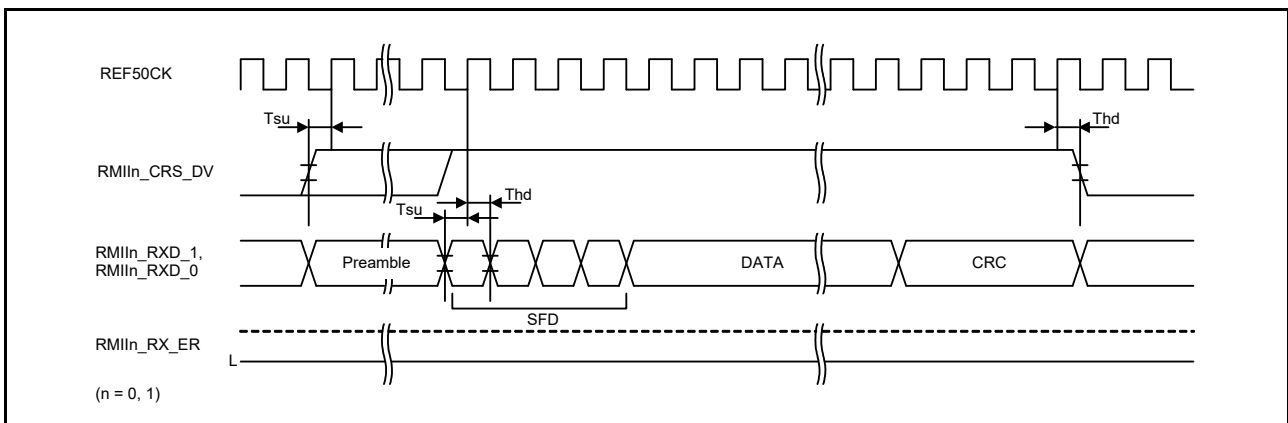 REF50CK
Tsu
Thd
RMIIn_CRS_DV
Thd
Tsu
RMIIn_RXD_1,
RMIIn_RXD_0
Preamble
DATA
CRC
SFD
RMIIn_RX_ER
L
(n = 0, 1)